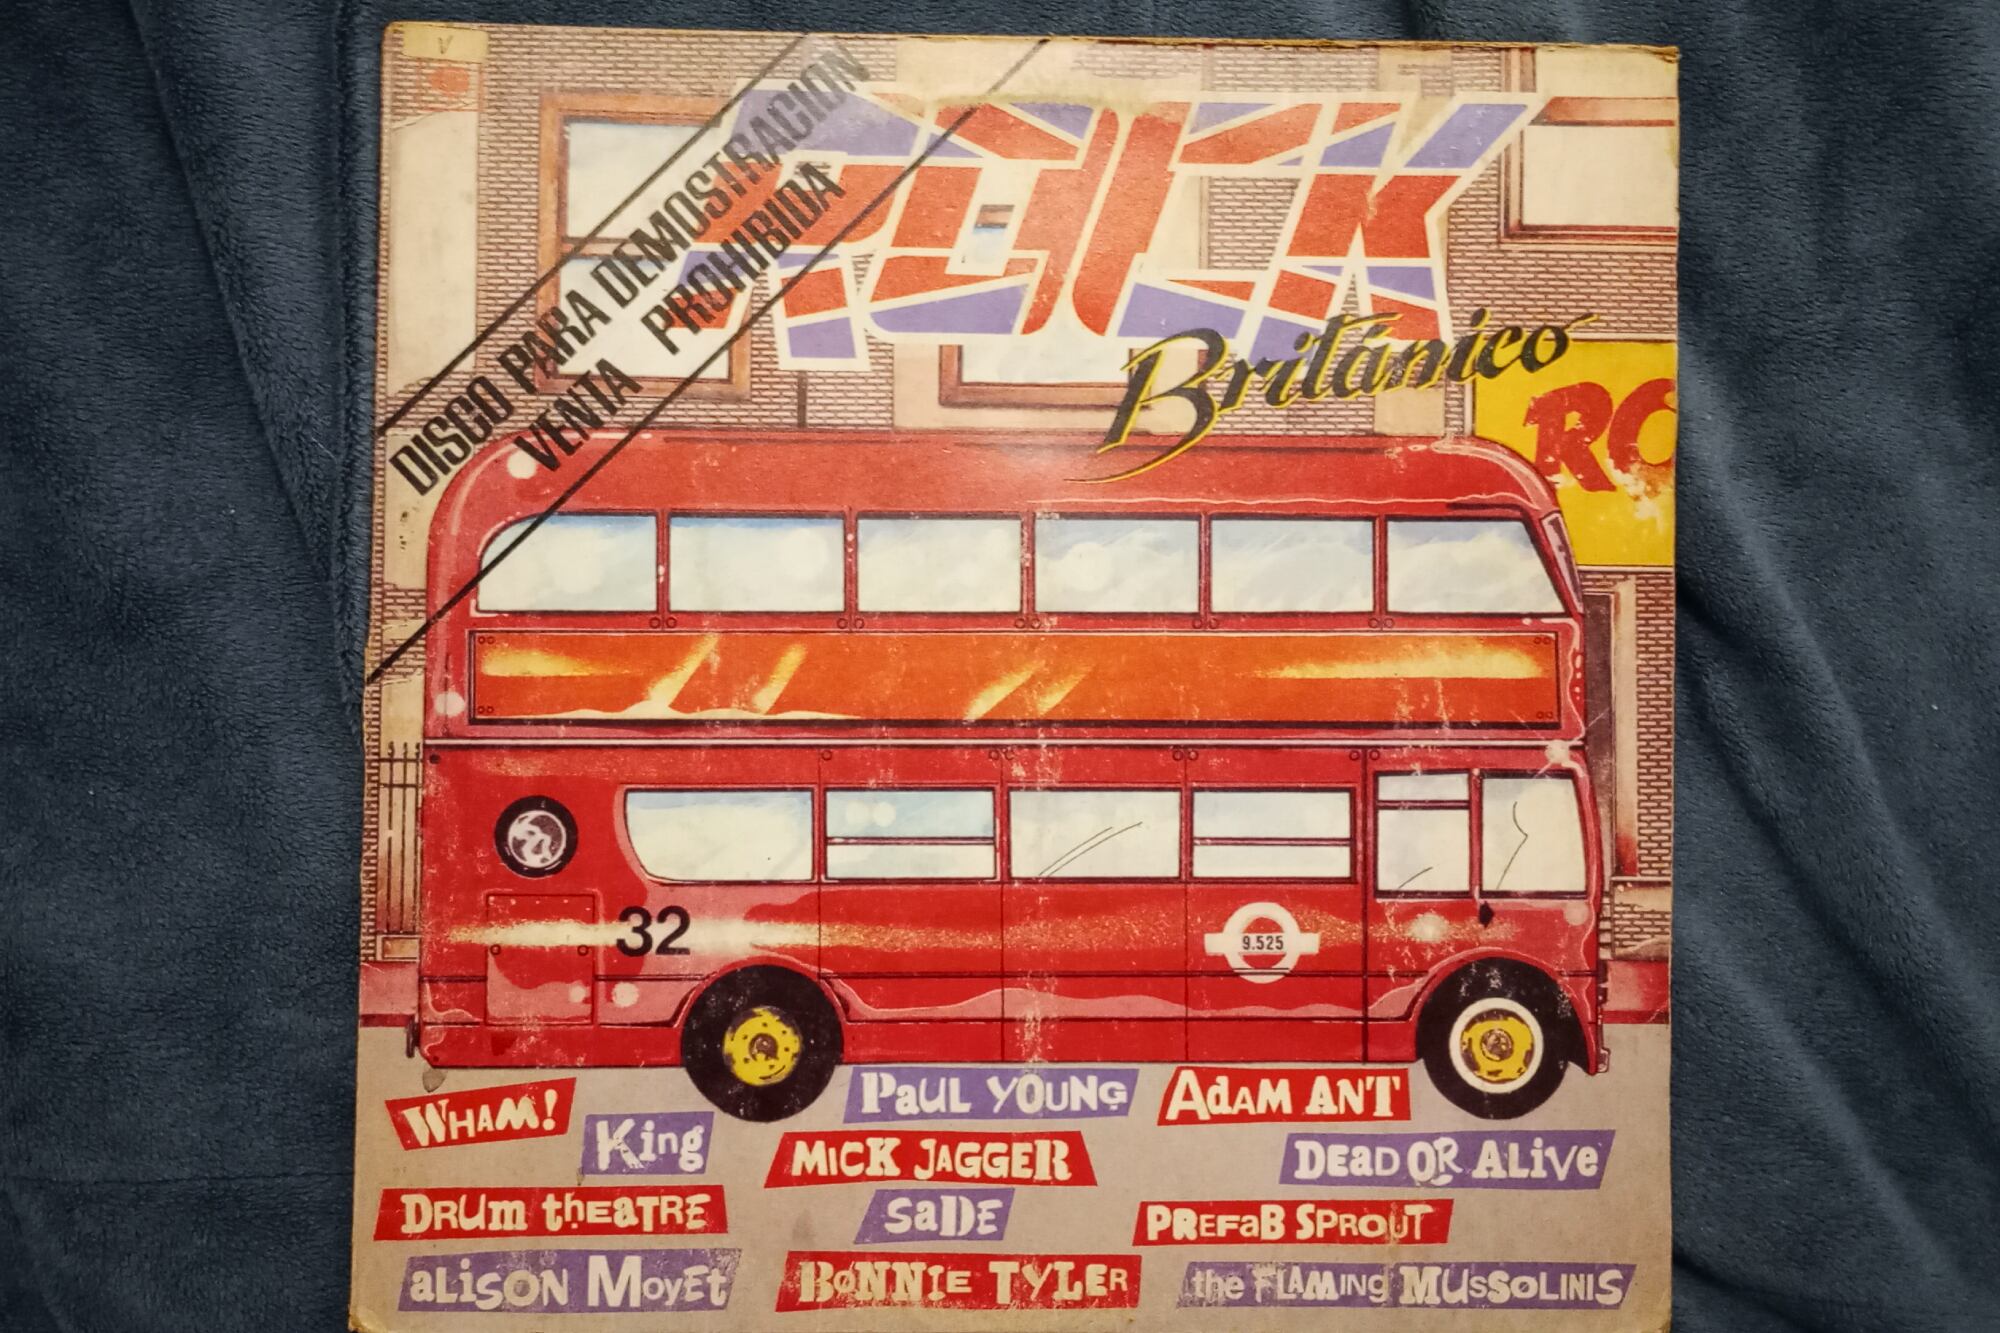 V
DISCO PARA DEMOSTRACION
VENTA PROHIBIDA
ROCK
Británico
RO
32
9.525
WHAM!
PaUL YOUNG
AdAM ANT
King
MICK JAGGER
DEaD OR ALive
DRUm thEaTRE
SaDE
PREFaB SPROUT
aLiSON MoYEt
BoNNIE TYLER
the FLAMing MUsSOLINIS